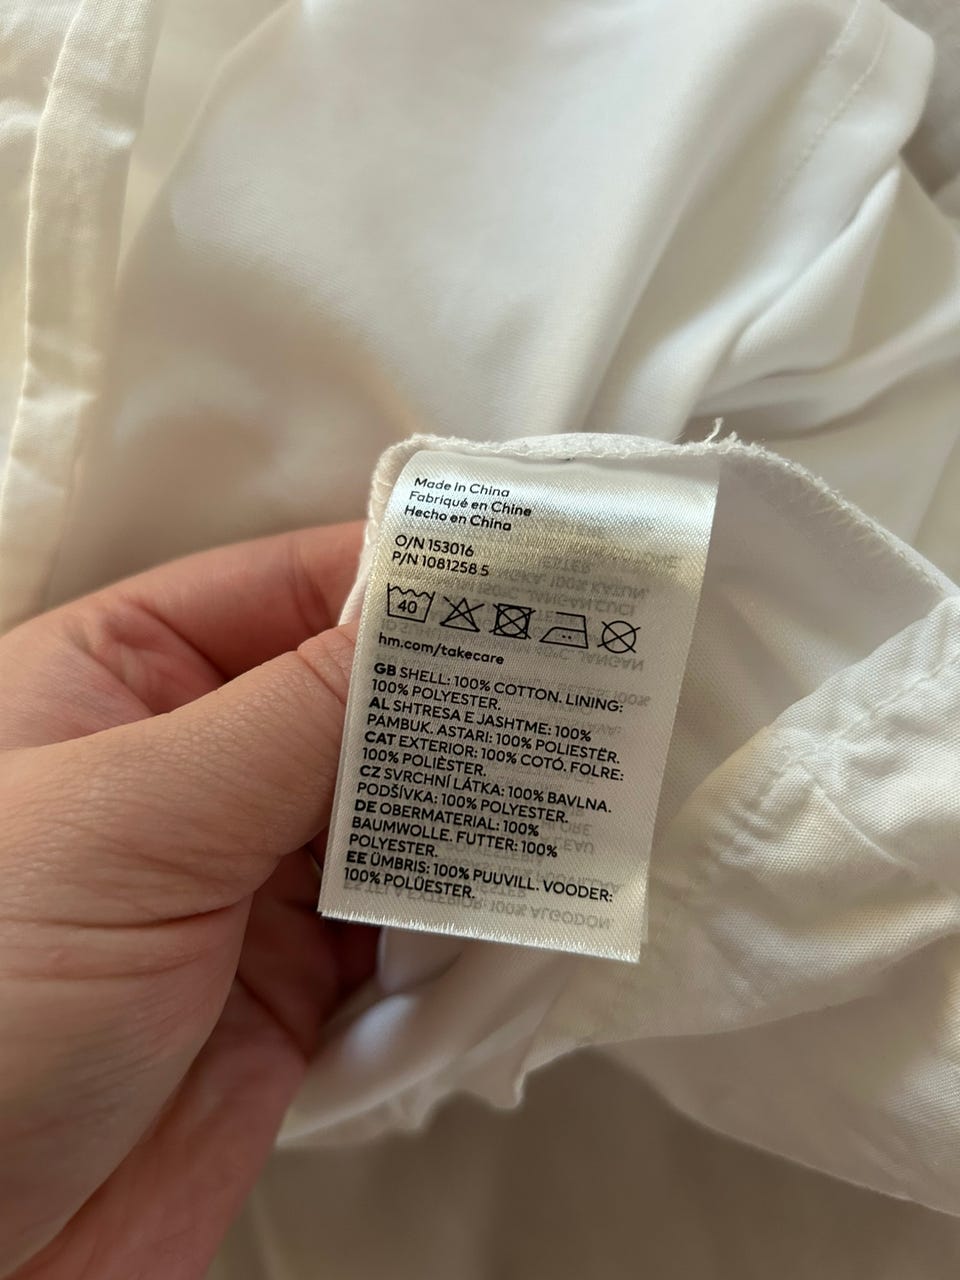 Made in China
Fabriqué en Chine
Hecho en China
O/N 153016
P/N 1081258 5
40
hm.com/takecare
GB SHELL: 100% COTTON. LINING:
100% POLYESTER.
AL SHTRESA E JASHTME: 100%
PAMBUK. ASTARI: 100% POLIESTËR.
CAT EXTERIOR: 100% COTÓ. FOLRE:
100% POLIÈSTER.
CZ SVRCHNÍ LÁTKA: 100% BAVLNA.
PODŠÍVKA: 100% POLYESTER.
DE OBERMATERIAL: 100%
BAUMWOLLE. FUTTER: 100%
POLYESTER.
EE ÜMBRIS: 100% PUUVILL. VOODER:
100% POLÜESTER.